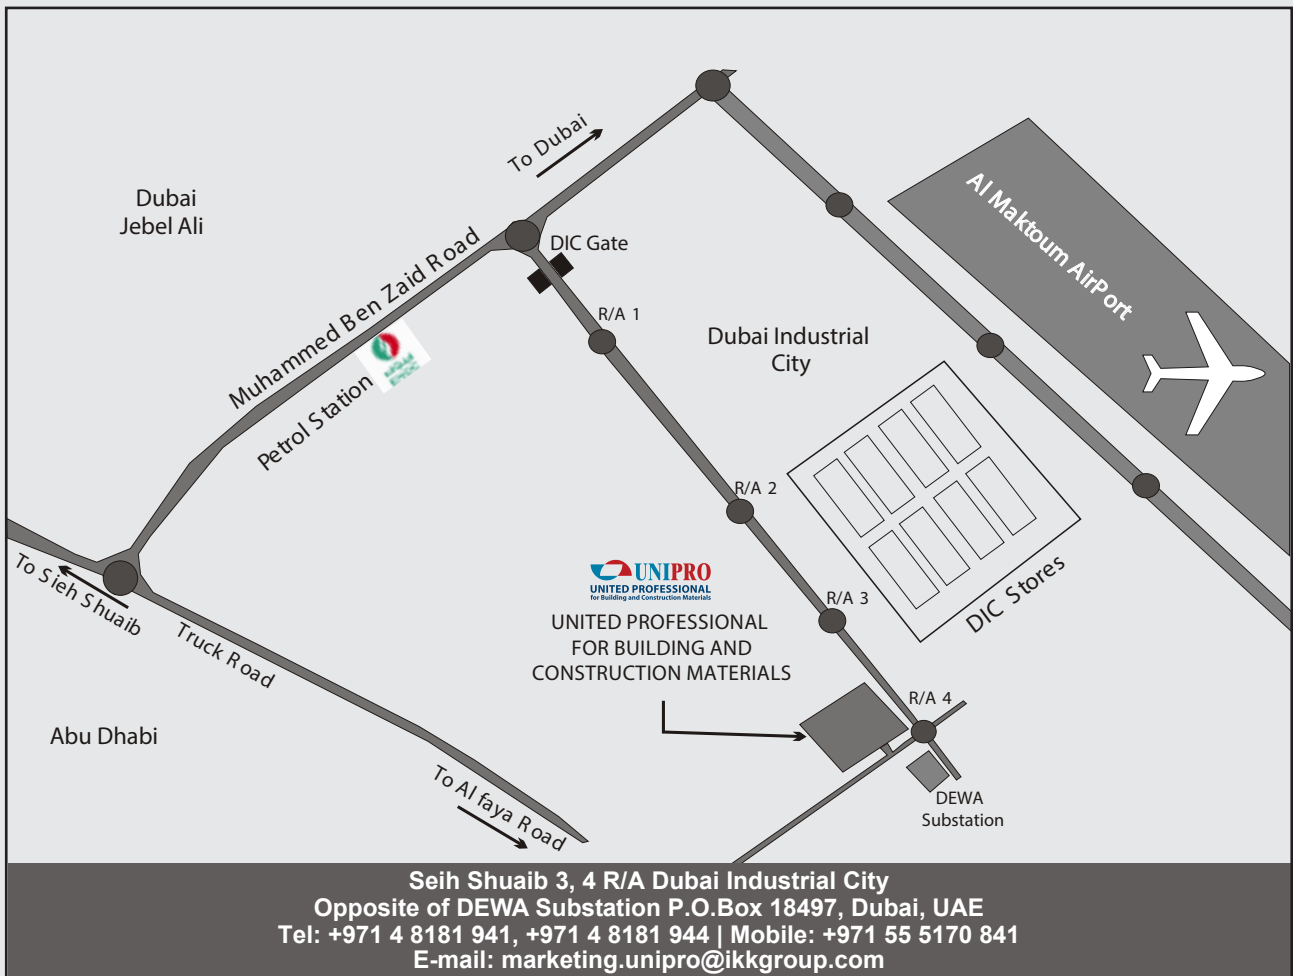 To Dubai
Al Maktoum AirPort
Dubai
Jebel Ali
Muhammed Ben Zaid Road
DIC Gate
R/A 1
Dubai Industrial
City
Petrol Station
R/A 2
To Sieh Shuaib
Truck Road
UNIPRO
UNITED PROFESSIONAL
for Building and Construction Materials
UNITED PROFESSIONAL
FOR BUILDING AND
CONSTRUCTION MATERIALS
R/A 3
DIC Stores
R/A 4
Abu Dhabi
To Al faya Road
DEWA
Substation
Seih Shuaib 3, 4 R/A Dubai Industrial City
Opposite of DEWA Substation P.O.Box 18497, Dubai, UAE
Tel: +971 4 8181 941, +971 4 8181 944 | Mobile: +971 55 5170 841
E-mail: marketing.unipro@ikkgroup.com